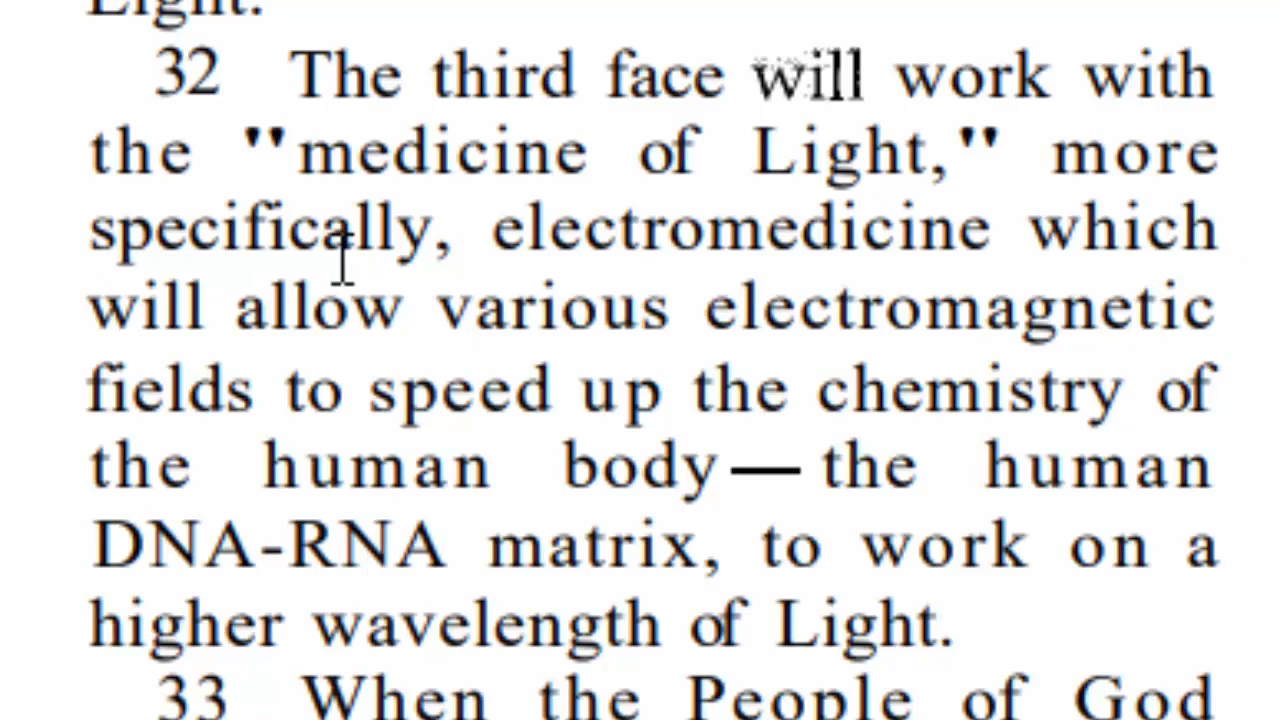 Light.
32 The third face will work with
the "medicine of Light," more
specifically, electromedicine which
will allow various electromagnetic
fields to speed up the chemistry of
the human body—the human
DNA-RNA matrix, to work on a
higher wavelength of Light.
33 When the People of God